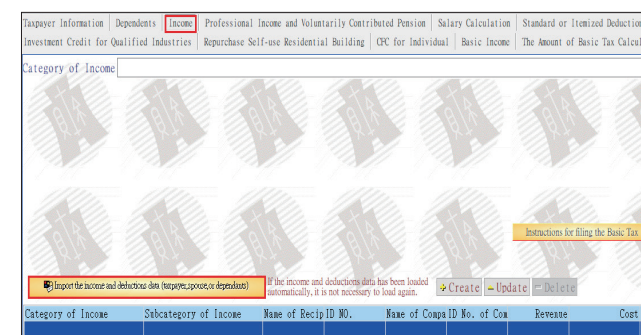 Taxpayer Information Dependents Income Professional Income and Voluntarily Contributed Pension Salary Calculation Standard or Itemized Deduction
Investment Credit for Qualified Industries Repurchase Self-use Residential Building CFC for Individual Basic Income The Amount of Basic Tax Calcul
Category of Income
Instructions for filing the Basic Tax
Import the income and deductions data (taxpayer,spouse,or dependants)
If the income and deductions data has been loaded
automatically, it is not necessary to load again.
Create Update Delete
Category of Income Subcategory of Income Name of Recip ID NO. Name of Compa ID No. of Com Revenue Cost